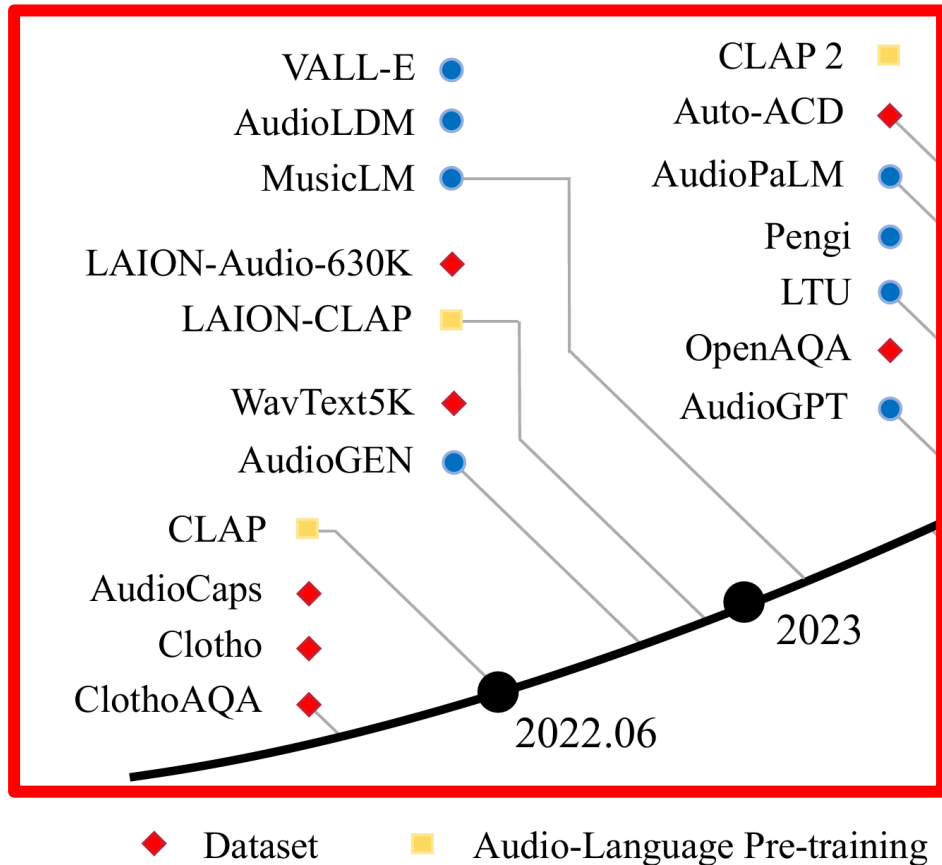 VALL-E
AudioLDM
MusicLM
LAION-Audio-630K
LAION-CLAP
WavText5K
AudioGEN
CLAP
AudioCaps
Clotho
ClothoAQA
CLAP 2
Auto-ACD
AudioPaLM
Pengi
LTU
OpenAQA
AudioGPT
2023
2022.06
Dataset
Audio-Language Pre-training